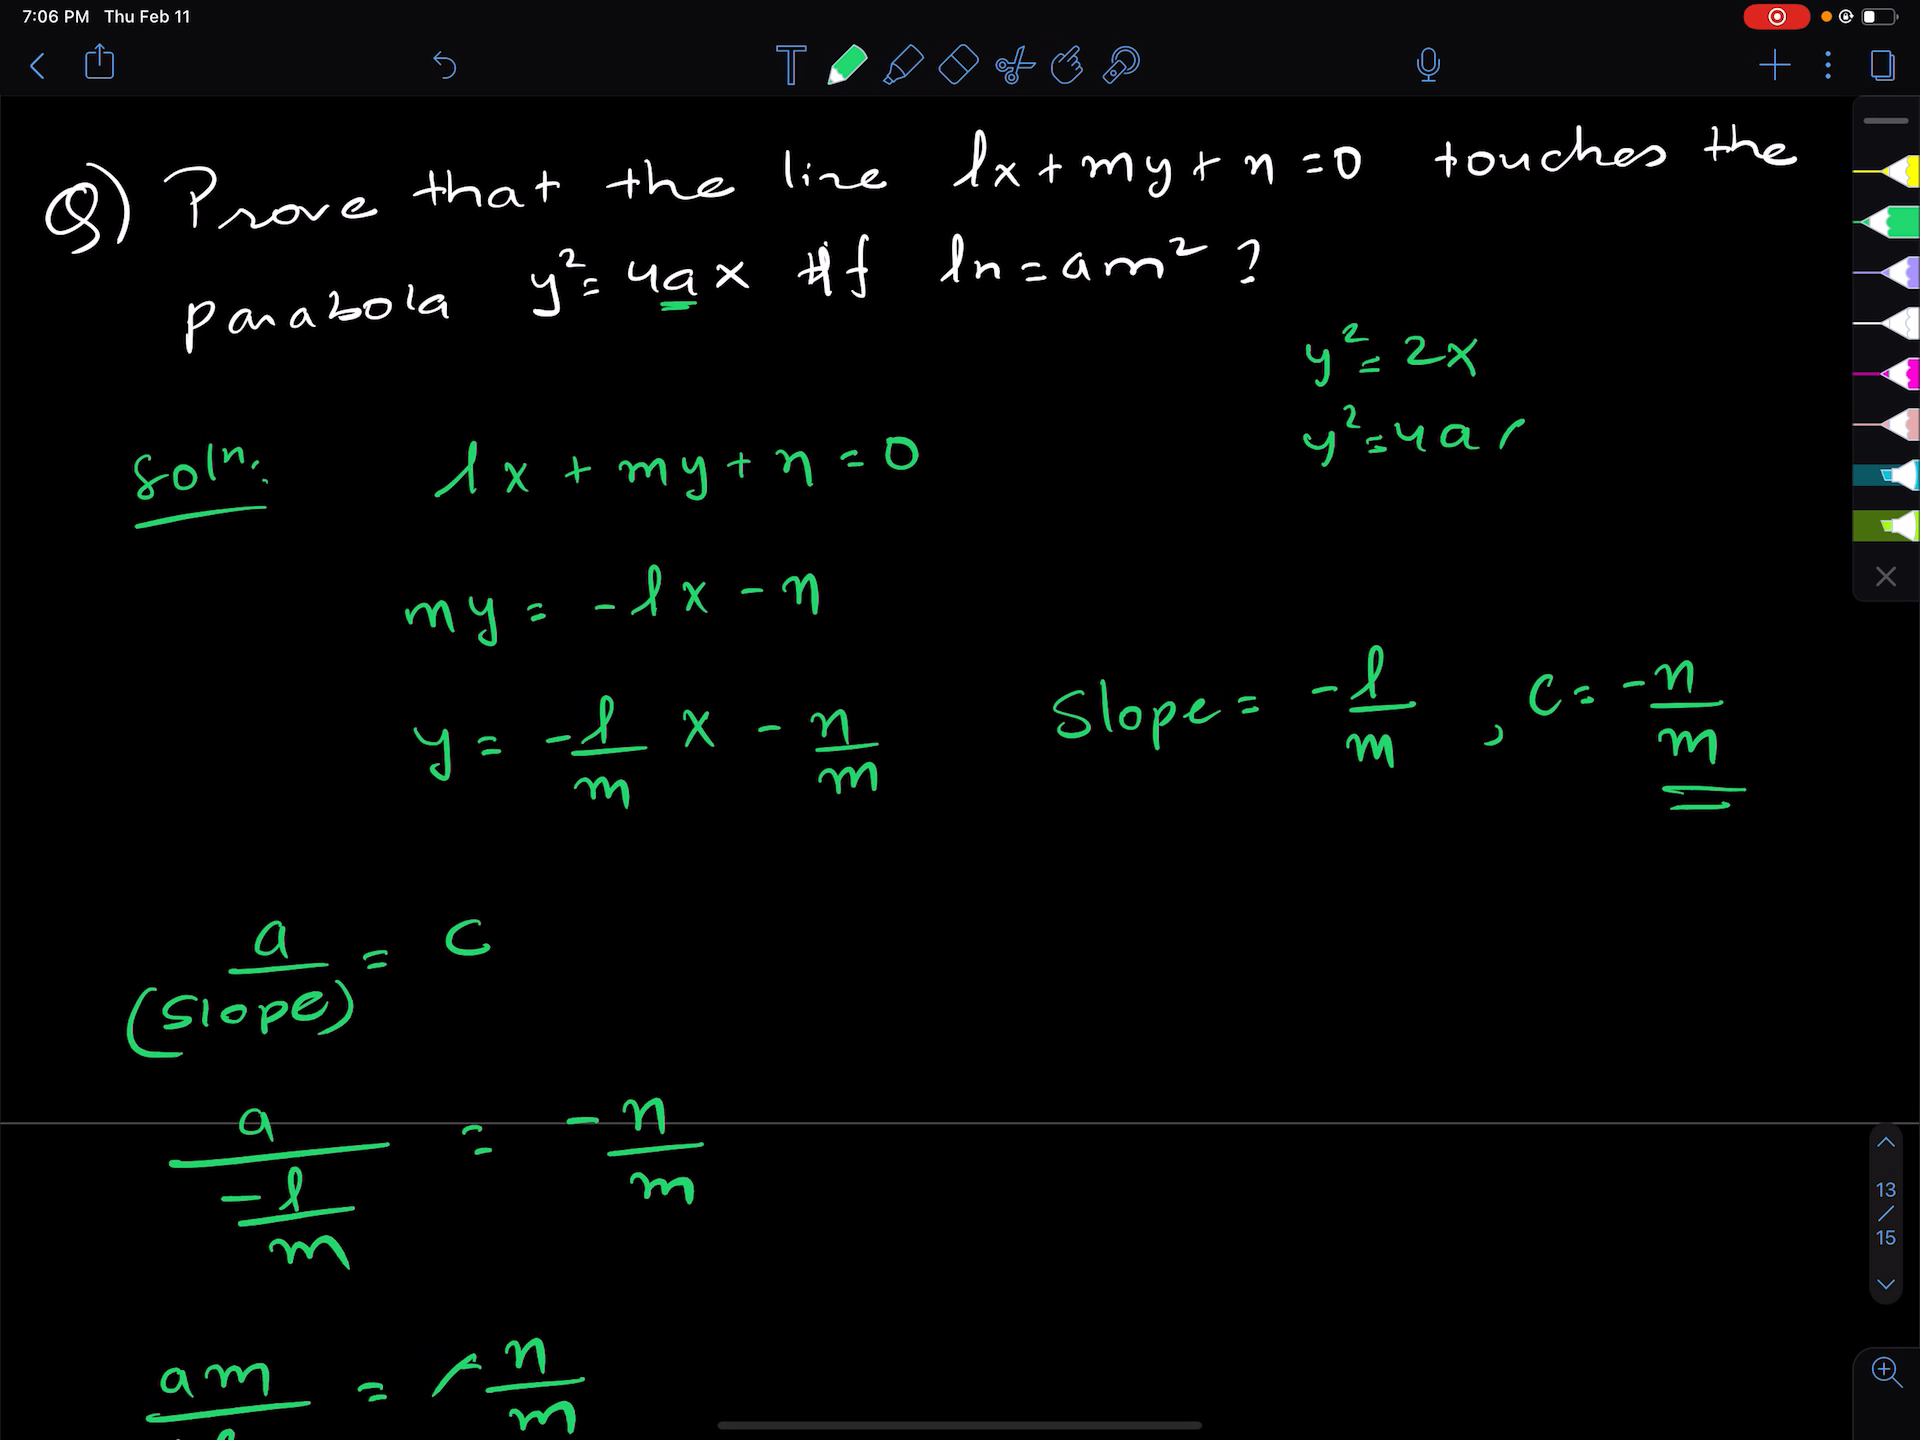 7:06 PM Thu Feb 11
Q) Prove that the line lx + my + n = 0 touches the
parabola y² = 4ax if ln = am² ?
y² = 2x
y² = 4a
Solⁿ: lx + my + n = 0
my = -lx - n
y = -l/m x - n/m Slope = -l/m , c = -n/m
a/(Slope) = c
a/(-l/m) = -n/m
13
/
15
am/ = n/m